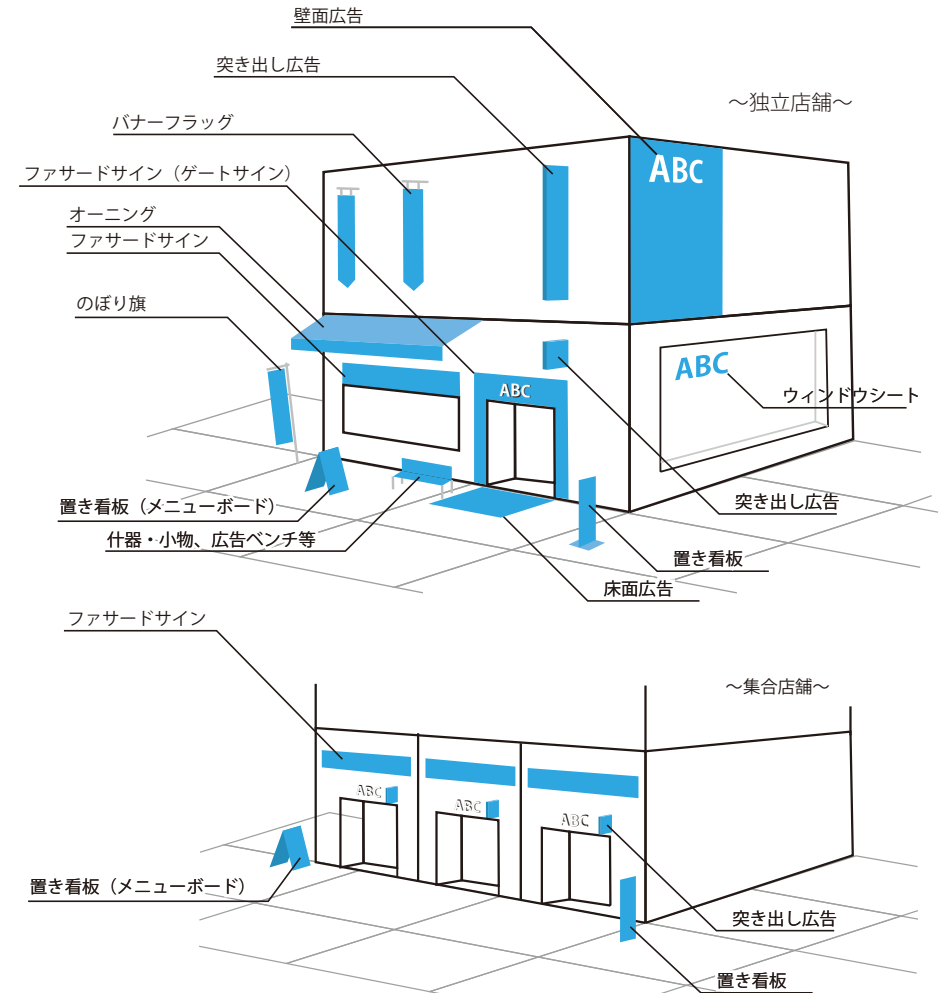 壁面広告
突き出し広告
～独立店舗～
バナーフラッグ
ファサードサイン（ゲートサイン）
ABC
オーニング
ファサードサイン
のぼり旗
ABC
ABC
ウィンドウシート
置き看板（メニューボード）
突き出し広告
什器・小物、広告ベンチ等
置き看板
床面広告
ファサードサイン
～集合店舗～
ABC
ABC
ABC
置き看板（メニューボード）
突き出し広告
置き看板